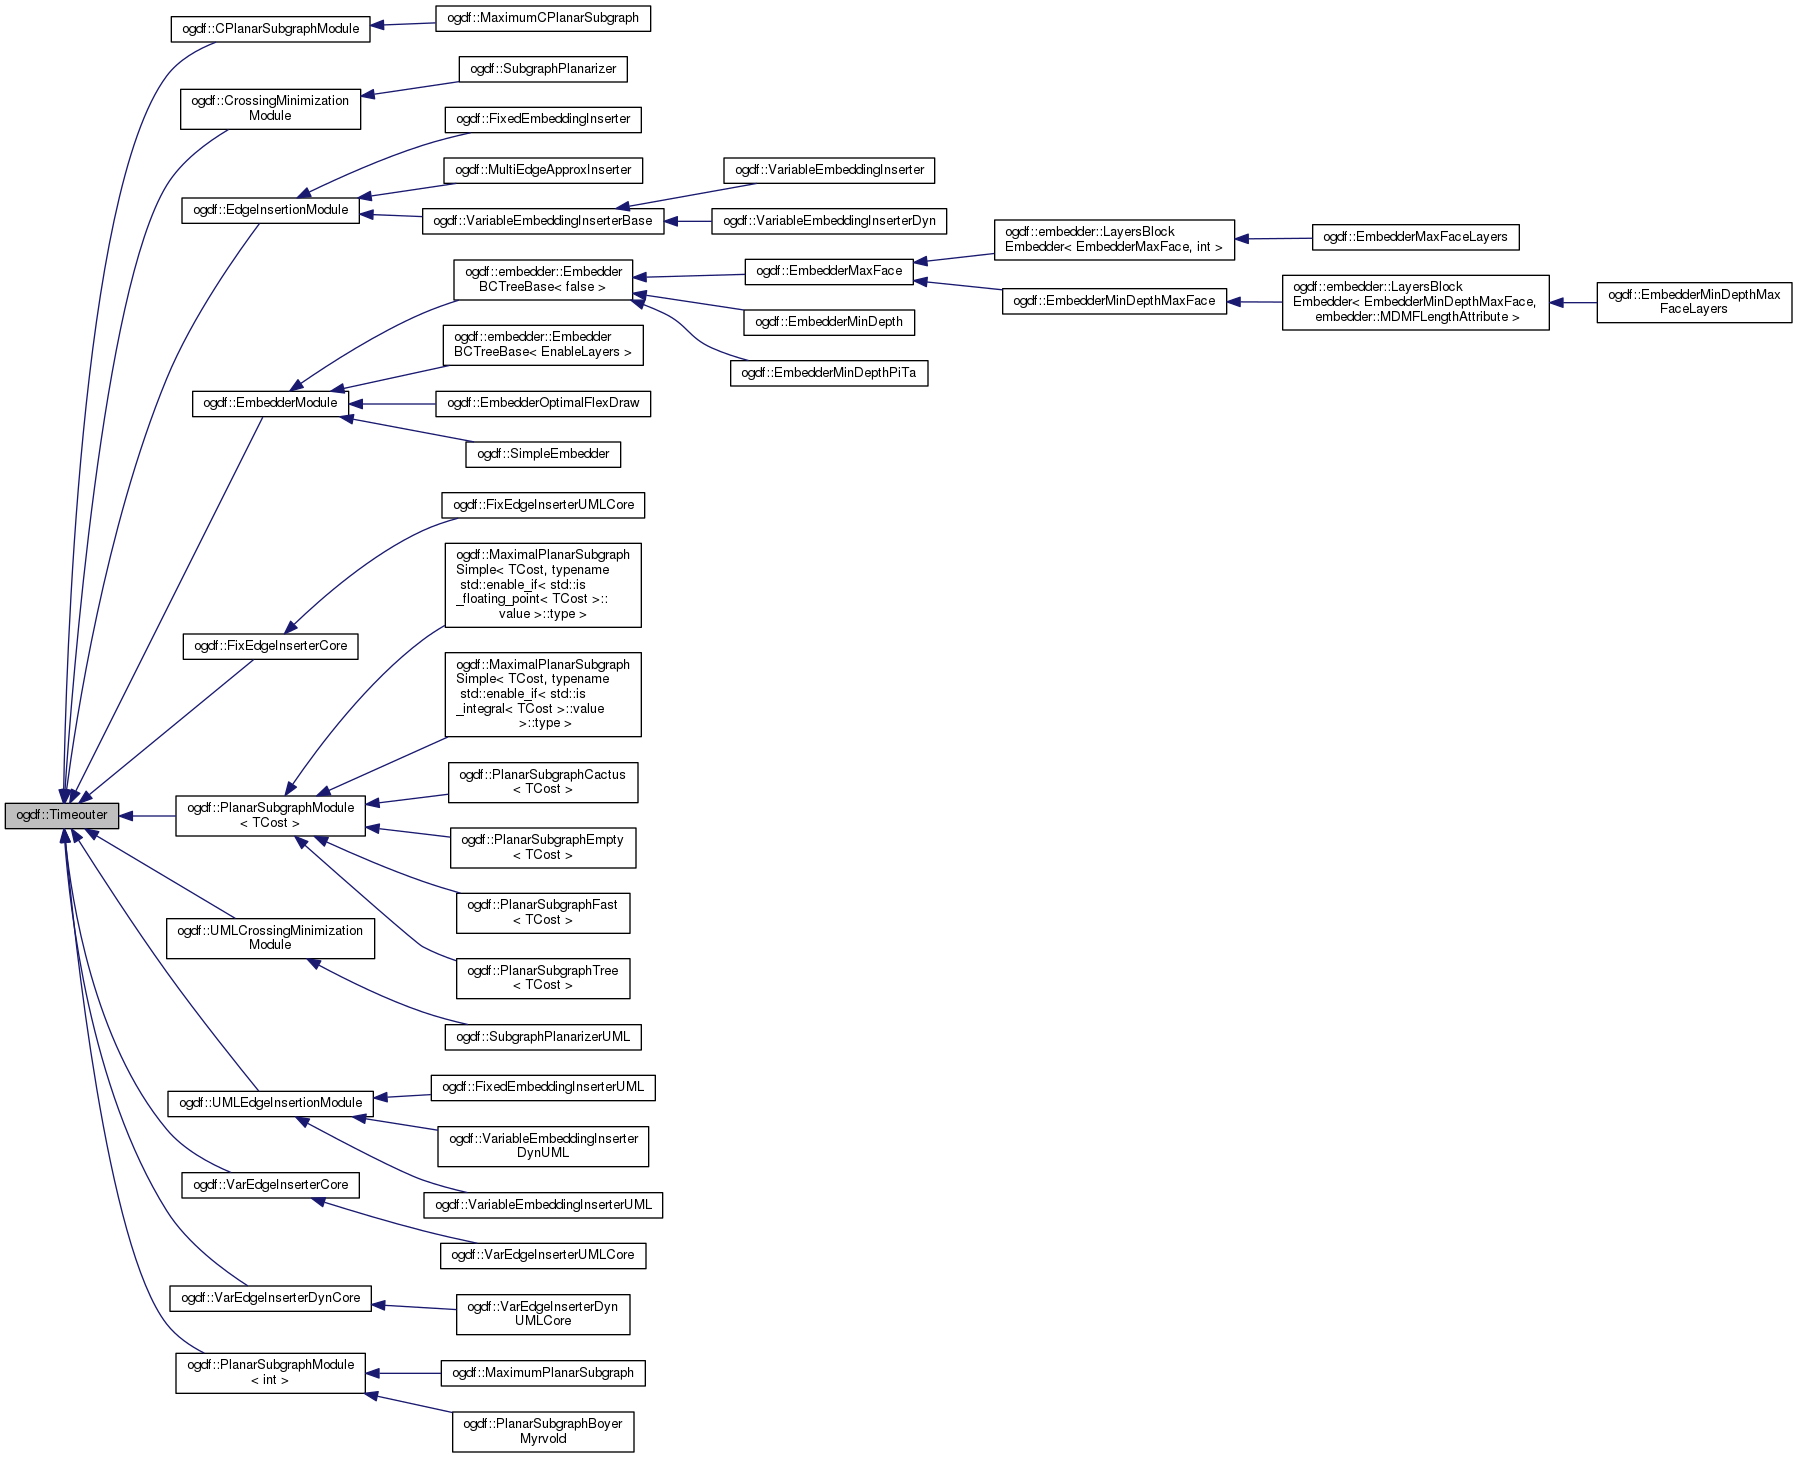 ogdf::CPlanarSubgraphModule
ogdf::MaximumCPlanarSubgraph
ogdf::SubgraphPlanarizer
ogdf::CrossingMinimization
Module
ogdf::FixedEmbeddingInserter
ogdf::MultiEdgeApproxInserter
ogdf::VariableEmbeddingInserter
ogdf::EdgeInsertionModule
ogdf::VariableEmbeddingInserterBase
ogdf::VariableEmbeddingInserterDyn
ogdf::embedder::LayersBlock
Embedder< EmbedderMaxFace, int >
ogdf::EmbedderMaxFaceLayers
ogdf::embedder::Embedder
BCTreeBase< false >
ogdf::EmbedderMaxFace
ogdf::EmbedderMinDepthMaxFace
ogdf::embedder::LayersBlock
Embedder< EmbedderMinDepthMaxFace,
embedder::MDMFLengthAttribute >
ogdf::EmbedderMinDepthMax
FaceLayers
ogdf::EmbedderMinDepth
ogdf::embedder::Embedder
BCTreeBase< EnableLayers >
ogdf::EmbedderMinDepthPiTa
ogdf::EmbedderModule
ogdf::EmbedderOptimalFlexDraw
ogdf::SimpleEmbedder
ogdf::FixEdgeInserterUMLCore
ogdf::MaximalPlanarSubgraph
Simple< TCost, typename
std::enable_if< std::is
_floating_point< TCost >::
value >::type >
ogdf::FixEdgeInserterCore
ogdf::MaximalPlanarSubgraph
Simple< TCost, typename
std::enable_if< std::is
_integral< TCost >::value
>::type >
ogdf::PlanarSubgraphCactus
< TCost >
ogdf::Timeouter
ogdf::PlanarSubgraphModule
< TCost >
ogdf::PlanarSubgraphEmpty
< TCost >
ogdf::PlanarSubgraphFast
< TCost >
ogdf::UMLCrossingMinimization
Module
ogdf::PlanarSubgraphTree
< TCost >
ogdf::SubgraphPlanarizerUML
ogdf::FixedEmbeddingInserterUML
ogdf::UMLEdgeInsertionModule
ogdf::VariableEmbeddingInserter
DynUML
ogdf::VarEdgeInserterCore
ogdf::VariableEmbeddingInserterUML
ogdf::VarEdgeInserterUMLCore
ogdf::VarEdgeInserterDynCore
ogdf::VarEdgeInserterDyn
UMLCore
ogdf::PlanarSubgraphModule
< int >
ogdf::MaximumPlanarSubgraph
ogdf::PlanarSubgraphBoyer
Myrvold